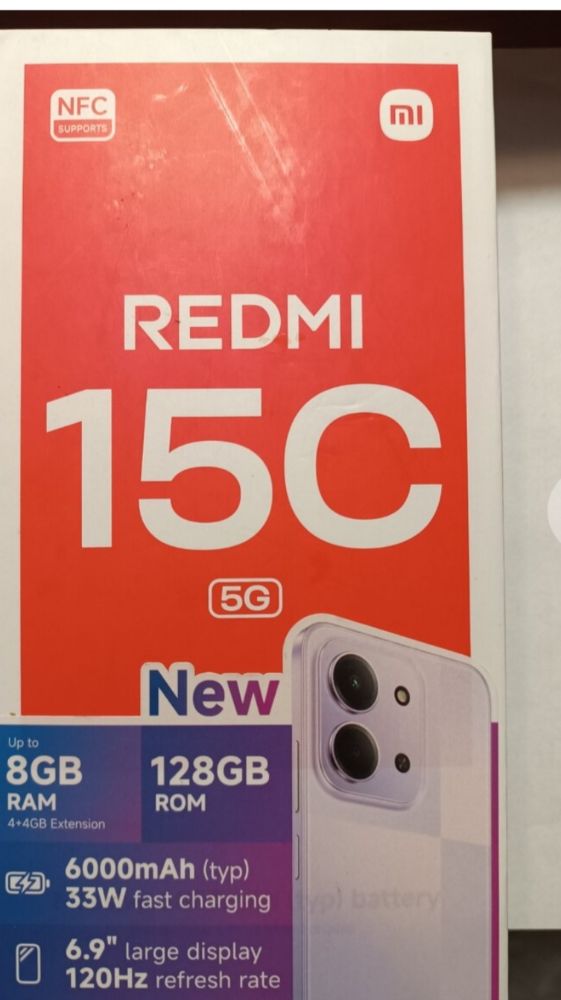 NFC
SUPPORTS
mi
REDMI
15C
5G
New
Up to
8GB
RAM
4+4GB Extension
128GB
ROM
6000mAh (typ)
33W fast charging
typ) battery
6.9" large display
120Hz refresh rate